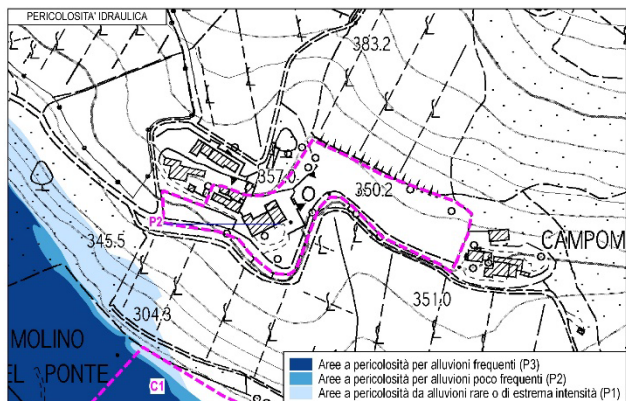 PERICOLOSITA' IDRAULICA
383.2
357.0
350.2
P2
345.5
CAMPOM
351.0
304.3
MOLINO
EL PONTE
C1
Aree a pericolosità per alluvioni frequenti (P3)
Aree a pericolosità per alluvioni poco frequenti (P2)
Aree a pericolosità da alluvioni rare o di estrema intensità (P1)